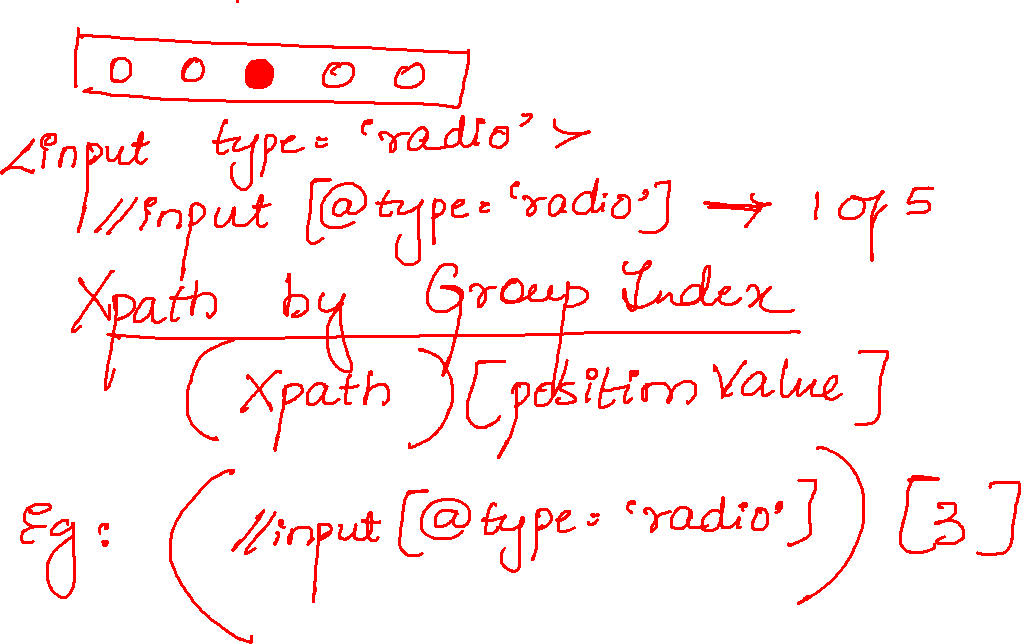 <input type='radio'>
//input [@type='radio'] → 1 of 5
Xpath by Group Index
(Xpath) [position Value]
Eg: (//input [@type='radio']) [3]